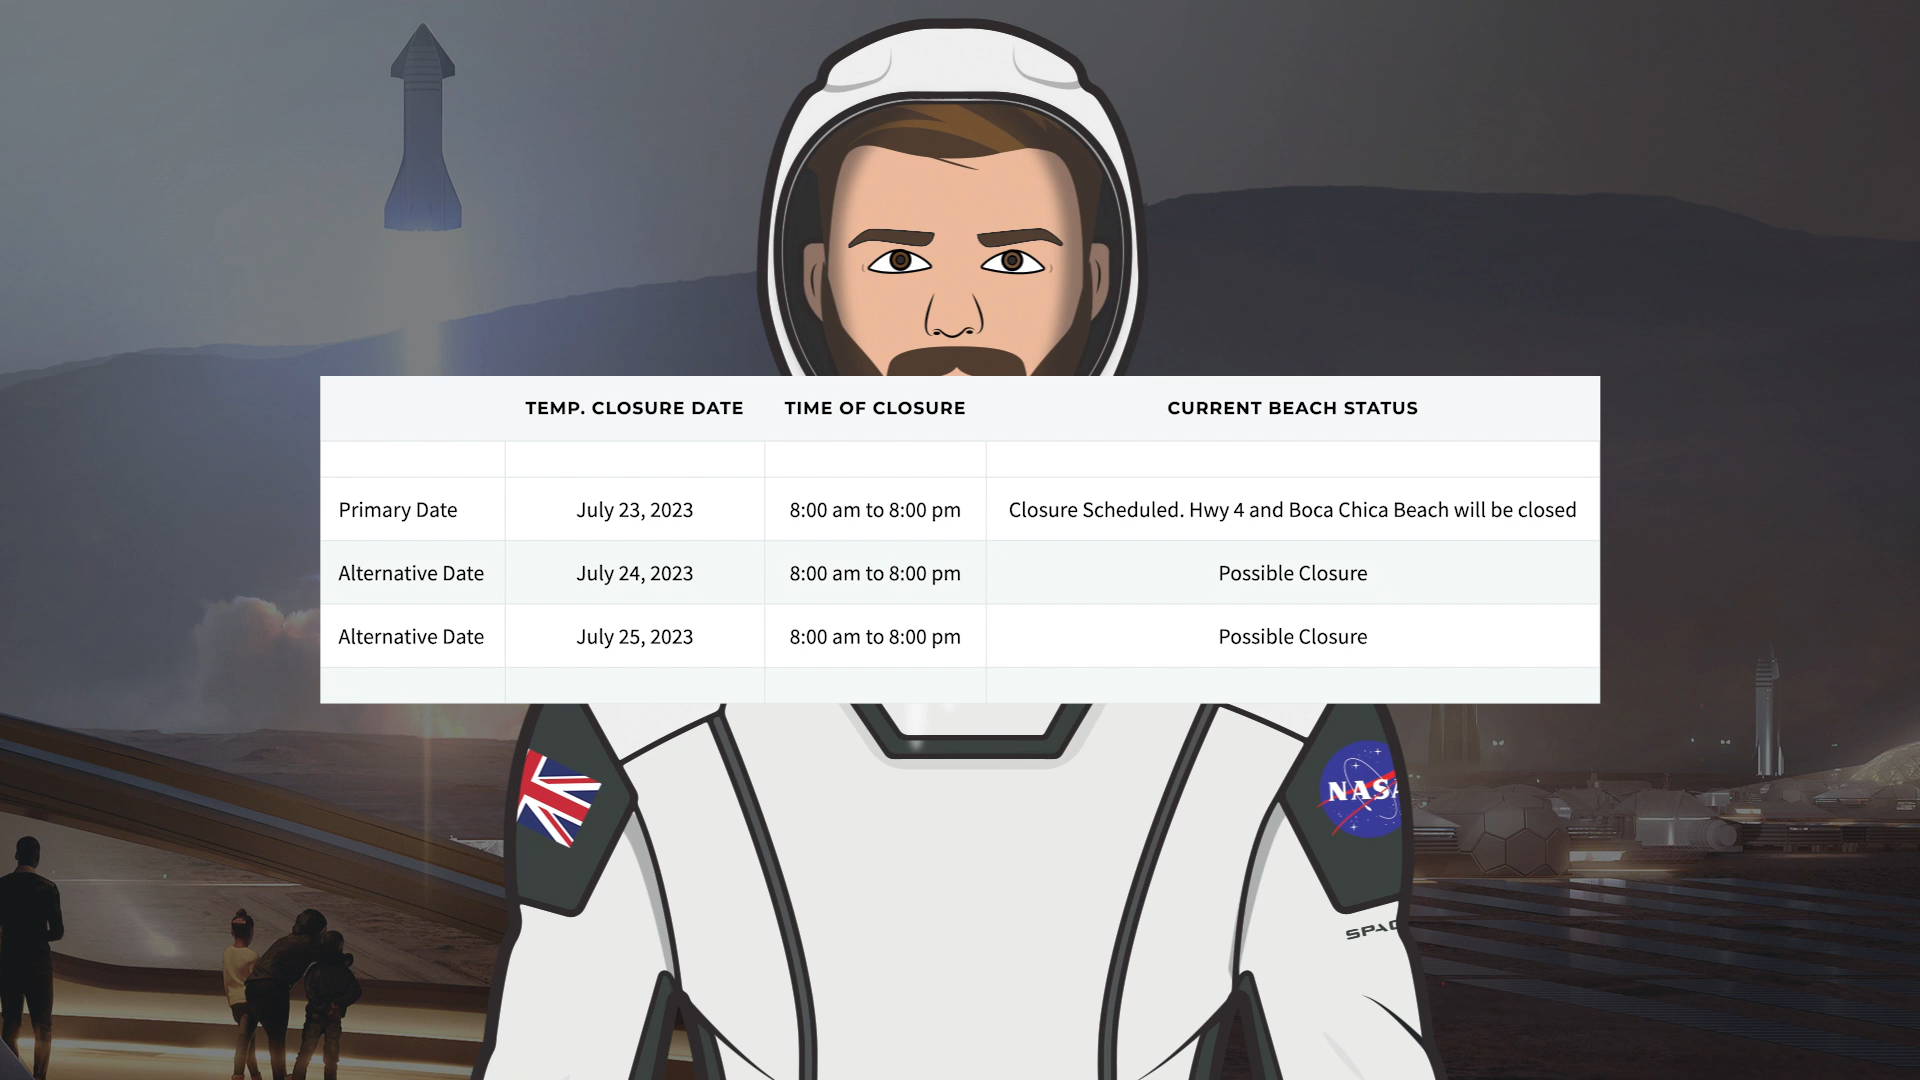 TEMP. CLOSURE DATE TIME OF CLOSURE CURRENT BEACH STATUS
Primary Date July 23, 2023 8:00 am to 8:00 pm Closure Scheduled. Hwy 4 and Boca Chica Beach will be closed
Alternative Date July 24, 2023 8:00 am to 8:00 pm Possible Closure
Alternative Date July 25, 2023 8:00 am to 8:00 pm Possible Closure
NASA
SPAC